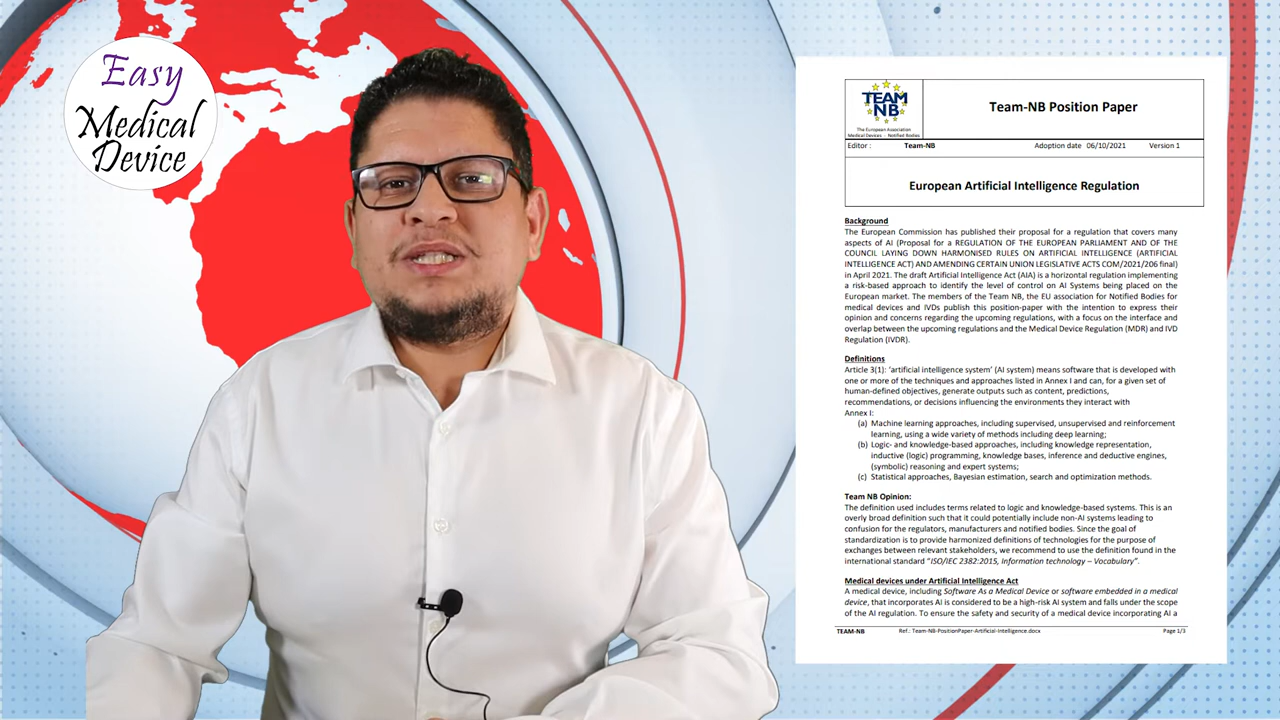 Easy
Medical
Device
TEAM
NB
The European Association
Medical Devices - Notified Bodies
Team-NB Position Paper
Editor : Team-NB Adoption date 06/10/2021 Version 1
European Artificial Intelligence Regulation
Background
The European Commission has published their proposal for a regulation that covers many
aspects of AI (Proposal for a REGULATION OF THE EUROPEAN PARLIAMENT AND OF THE
COUNCIL LAYING DOWN HARMONISED RULES ON ARTIFICIAL INTELLIGENCE (ARTIFICIAL
INTELLIGENCE ACT) AND AMENDING CERTAIN UNION LEGISLATIVE ACTS COM/2021/206 final)
in April 2021. The draft Artificial Intelligence Act (AIA) is a horizontal regulation implementing
a risk-based approach to identify the level of control on AI Systems being placed on the
European market. The members of the Team NB, the EU association for Notified Bodies for
medical devices and IVDs publish this position-paper with the intention to express their
opinion and concerns regarding the upcoming regulations, with a focus on the interface and
overlap between the upcoming regulations and the Medical Device Regulation (MDR) and IVD
Regulation (IVDR).
Definitions
Article 3(1): 'artificial intelligence system' (AI system) means software that is developed with
one or more of the techniques and approaches listed in Annex I and can, for a given set of
human-defined objectives, generate outputs such as content, predictions,
recommendations, or decisions influencing the environments they interact with
Annex I:
(a) Machine learning approaches, including supervised, unsupervised and reinforcement
learning, using a wide variety of methods including deep learning;
(b) Logic- and knowledge-based approaches, including knowledge representation,
inductive (logic) programming, knowledge bases, inference and deductive engines,
(symbolic) reasoning and expert systems;
(c) Statistical approaches, Bayesian estimation, search and optimization methods.
Team NB Opinion:
The definition used includes terms related to logic and knowledge-based systems. This is an
overly broad definition such that it could potentially include non-AI systems leading to
confusion for the regulators, manufacturers and notified bodies. Since the goal of
standardization is to provide harmonized definitions of technologies for the purpose of
exchanges between relevant stakeholders, we recommend to use the definition found in the
international standard "ISO/IEC 2382:2015, Information technology – Vocabulary".
Medical devices under Artificial Intelligence Act
A medical device, including Software As a Medical Device or software embedded in a medical
device, that incorporates AI is considered to be a high-risk AI system and falls under the scope
of the AI regulation. To ensure the safety and security of a medical device incorporating AI a
TEAM-NB Ref.: Team-NB-PositionPaper-Artificial-Intelligence.docx Page 1/3